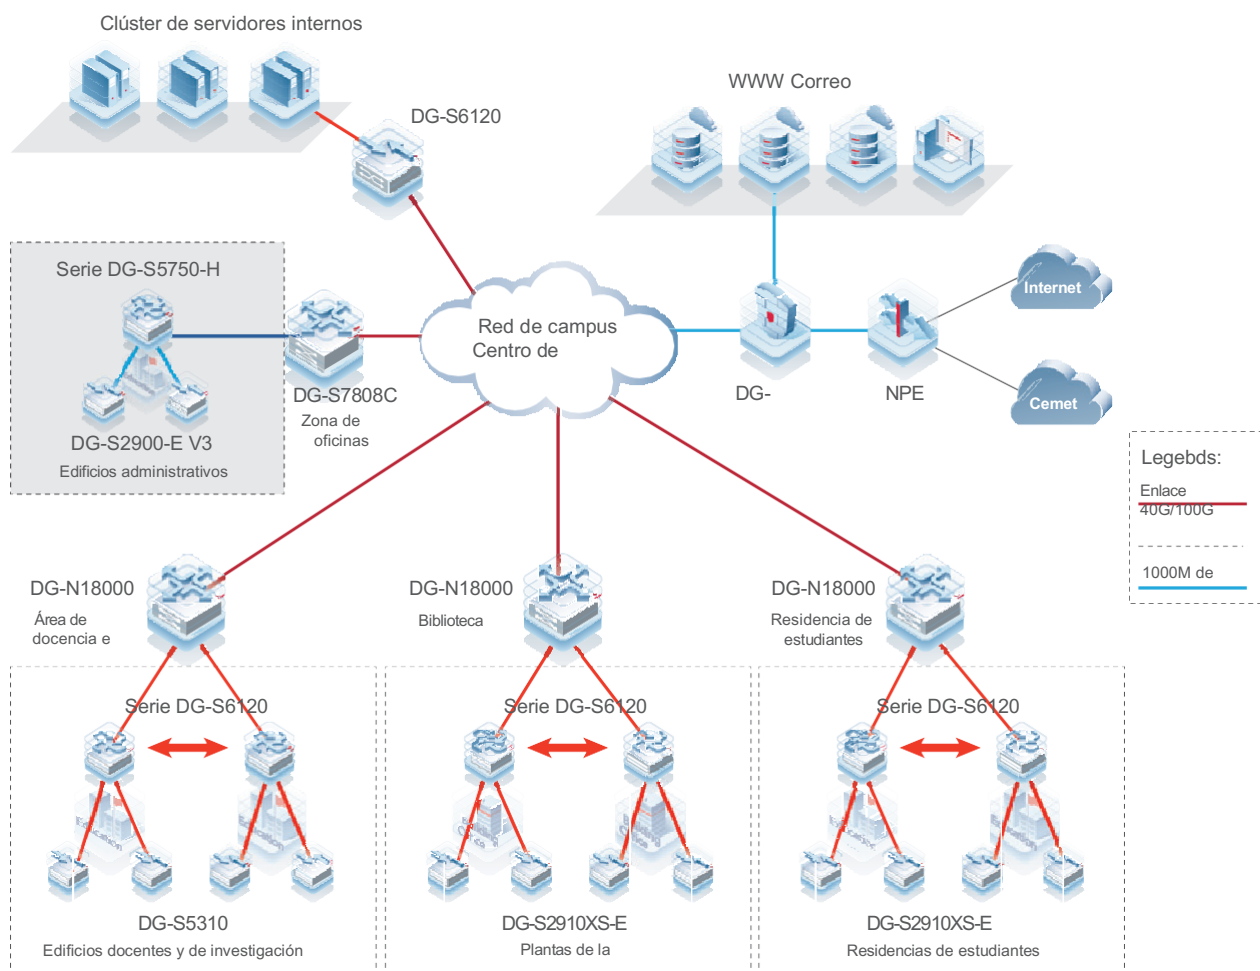 Clúster de servidores internos
DG-S6120
WWW Correo
Serie DG-S5750-H
Internet
Red de campus
Centro de
DG-S7808C
Zona de
oficinas
DG-
NPE
Cemet
DG-S2900-E V3
Edificios administrativos
Legebds:
Enlace
40G/100G
1000M de
DG-N18000
Área de
docencia e
DG-N18000
Biblioteca
DG-N18000
Residencia de
estudiantes
Serie DG-S6120
Serie DG-S6120
Serie DG-S6120
DG-S5310
Edificios docentes y de investigación
DG-S2910XS-E
Plantas de la
DG-S2910XS-E
Residencias de estudiantes